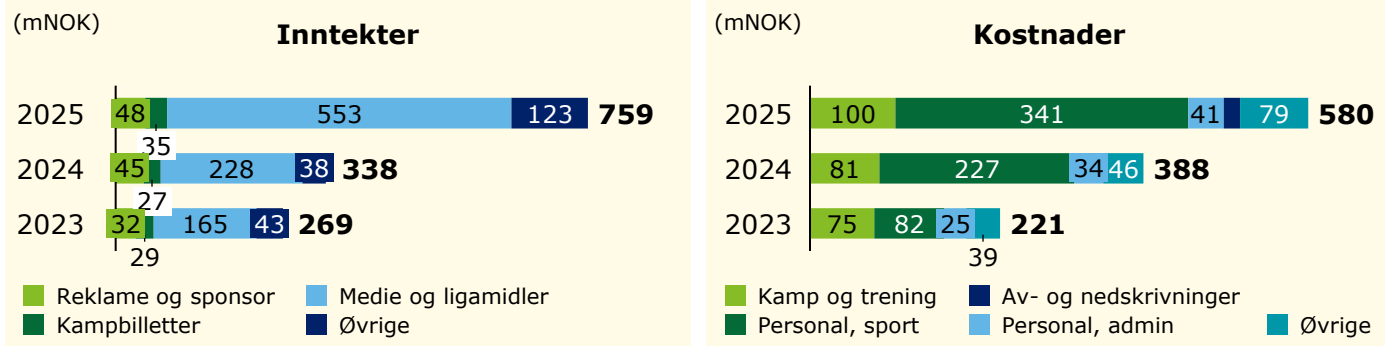 (mNOK)
Inntekter
2025 48 553 123 759
35
2024 45 228 38 338
27
2023 32 165 43 269
29
Reklame og sponsor Medie og ligamidler
Kampbilletter Øvrige
(mNOK)
Kostnader
2025 100 341 41 79 580
2024 81 227 34 46 388
2023 75 82 25 221
39
Kamp og trening Av- og nedskrivninger
Personal, sport Personal, admin Øvrige